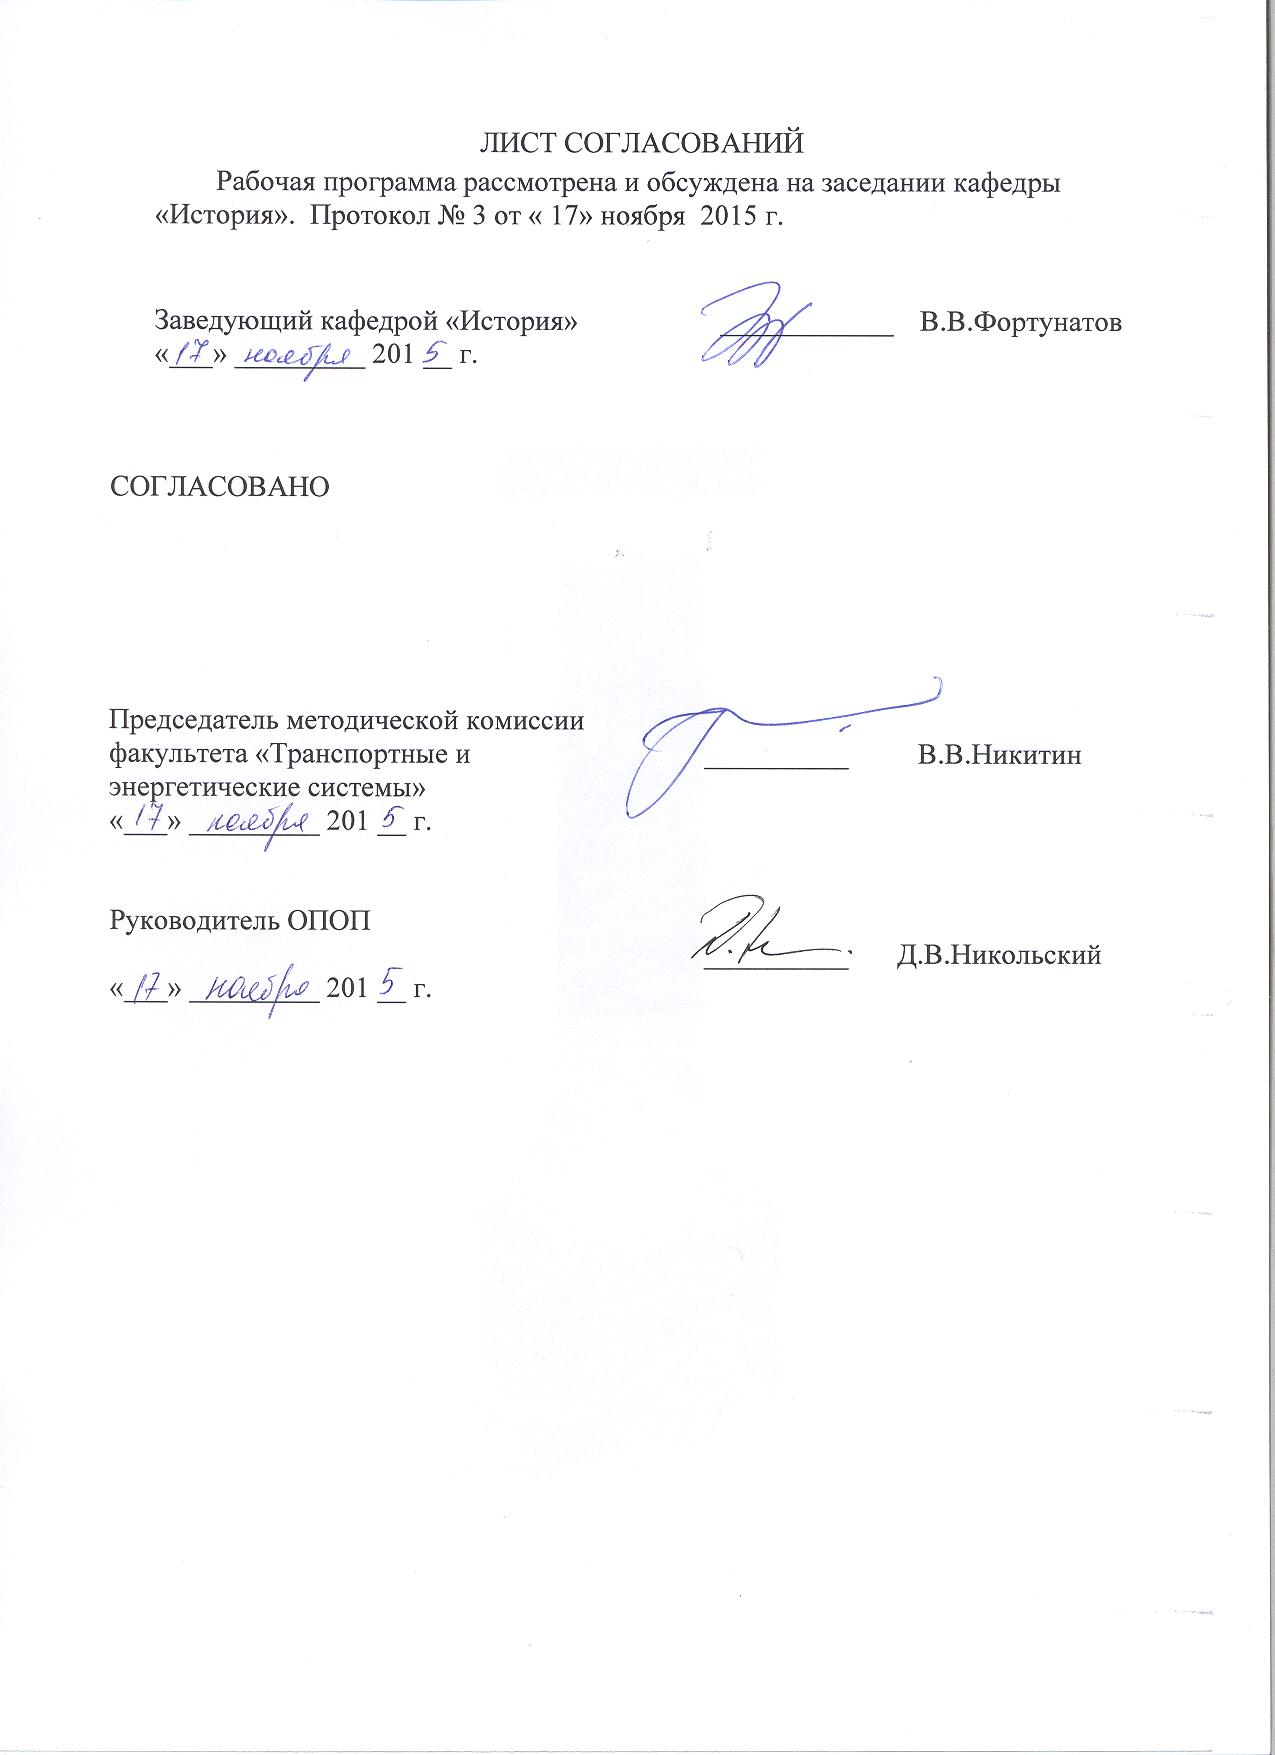 ЛИСТ СОГЛАСОВАНИЙ
Рабочая программа рассмотрена и обсуждена на заседании кафедры
«История». Протокол № 3 от « 17» ноября 2015 г.
Заведующий кафедрой «История» В.В.Фортунатов
«17» ноября 2015 г.
СОГЛАСОВАНО
Председатель методической комиссии
факультета «Транспортные и В.В.Никитин
энергетические системы»
«17» ноября 2015 г.
Руководитель ОПОП
Д.В.Никольский
«17» ноября 2015 г.